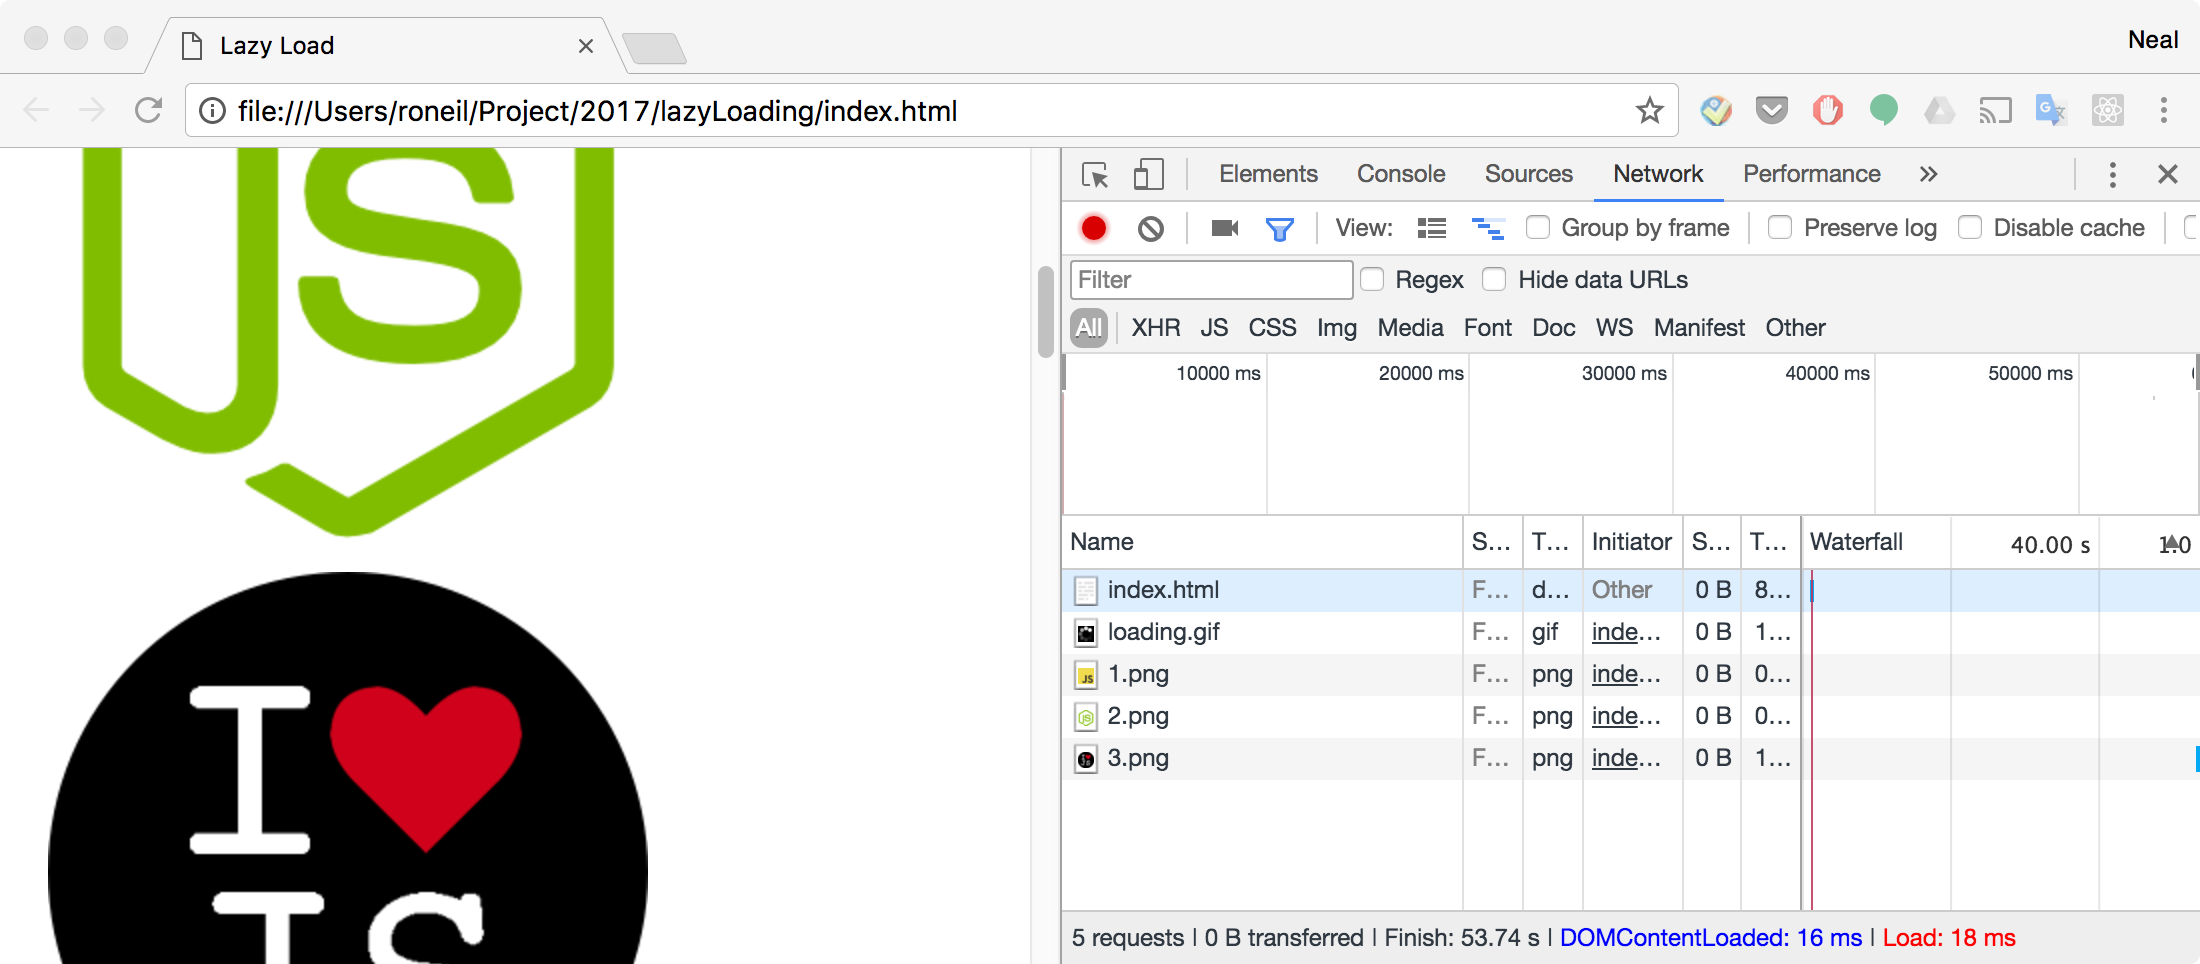 Lazy Load
Neal
file:///Users/roneil/Project/2017/lazyLoading/index.html
JS
I
JS
Elements Console Sources Network Performance »
View: Group by frame Preserve log Disable cache
Filter Regex Hide data URLs
All XHR JS CSS Img Media Font Doc WS Manifest Other
10000 ms 20000 ms 30000 ms 40000 ms 50000 ms
Name S... T... Initiator S... T... Waterfall 40.00 s
index.html F... d... Other 0 B 8...
loading.gif F... gif inde... 0 B 1...
1.png F... png inde... 0 B 0...
2.png F... png inde... 0 B 0...
3.png F... png inde... 0 B 1...
5 requests | 0 B transferred | Finish: 53.74 s | DOMContentLoaded: 16 ms | Load: 18 ms